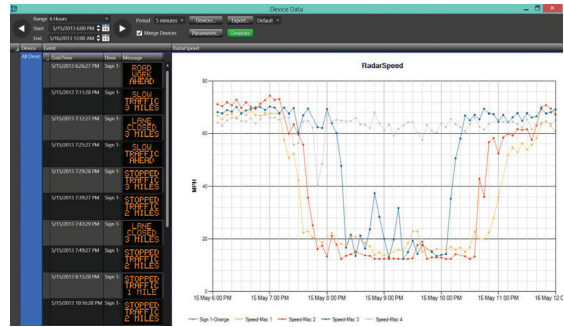 Device Data
Range 6 Hours
Start 5/15/2013 6:00 PM
End 5/16/2013 12:00 AM
Period 5 minutes
Devices...
Export...
Default
Merge Devices
Parameters...
Generate
Device
Event
RadarSpeed
All Devic
Date/Time
Message
5/15/2013 6:26:27 PM
Sign 1-
ROAD
WORK
AHEAD
5/15/2013 7:11:28 PM
Sign 1-
SLOW
TRAFFIC
3 MILES
5/15/2013 7:12:27 PM
Sign 1-
LANE
CLOSED
3 MILES
5/15/2013 7:25:27 PM
Sign 1-
SLOW
TRAFFIC
AHEAD
5/15/2013 7:29:28 PM
Sign 1-
STOPPED
TRAFFIC
3 MILES
5/15/2013 7:39:27 PM
Sign 1-
STOPPED
TRAFFIC
2 MILES
5/15/2013 7:43:29 PM
Sign 1-
LANE
CLOSED
3 MILES
5/15/2013 7:49:27 PM
Sign 1-
STOPPED
TRAFFIC
2 MILES
5/15/2013 8:15:28 PM
Sign 1-
STOPPED
TRAFFIC
1 MILE
5/15/2013 10:16:28 PM
Sign 1-
STOPPED
TRAFFIC
2 MILES
RadarSpeed
MPH
80
60
40
20
0
15 May 6:00 PM
15 May 7:00 PM
15 May 8:00 PM
15 May 9:00 PM
15 May 10:00 PM
15 May 11:00 PM
16 May 12:0
Sign 1-Orange
Speed-Mac 1
Speed-Mac 2
Speed-Mac 3
Speed-Mac 4